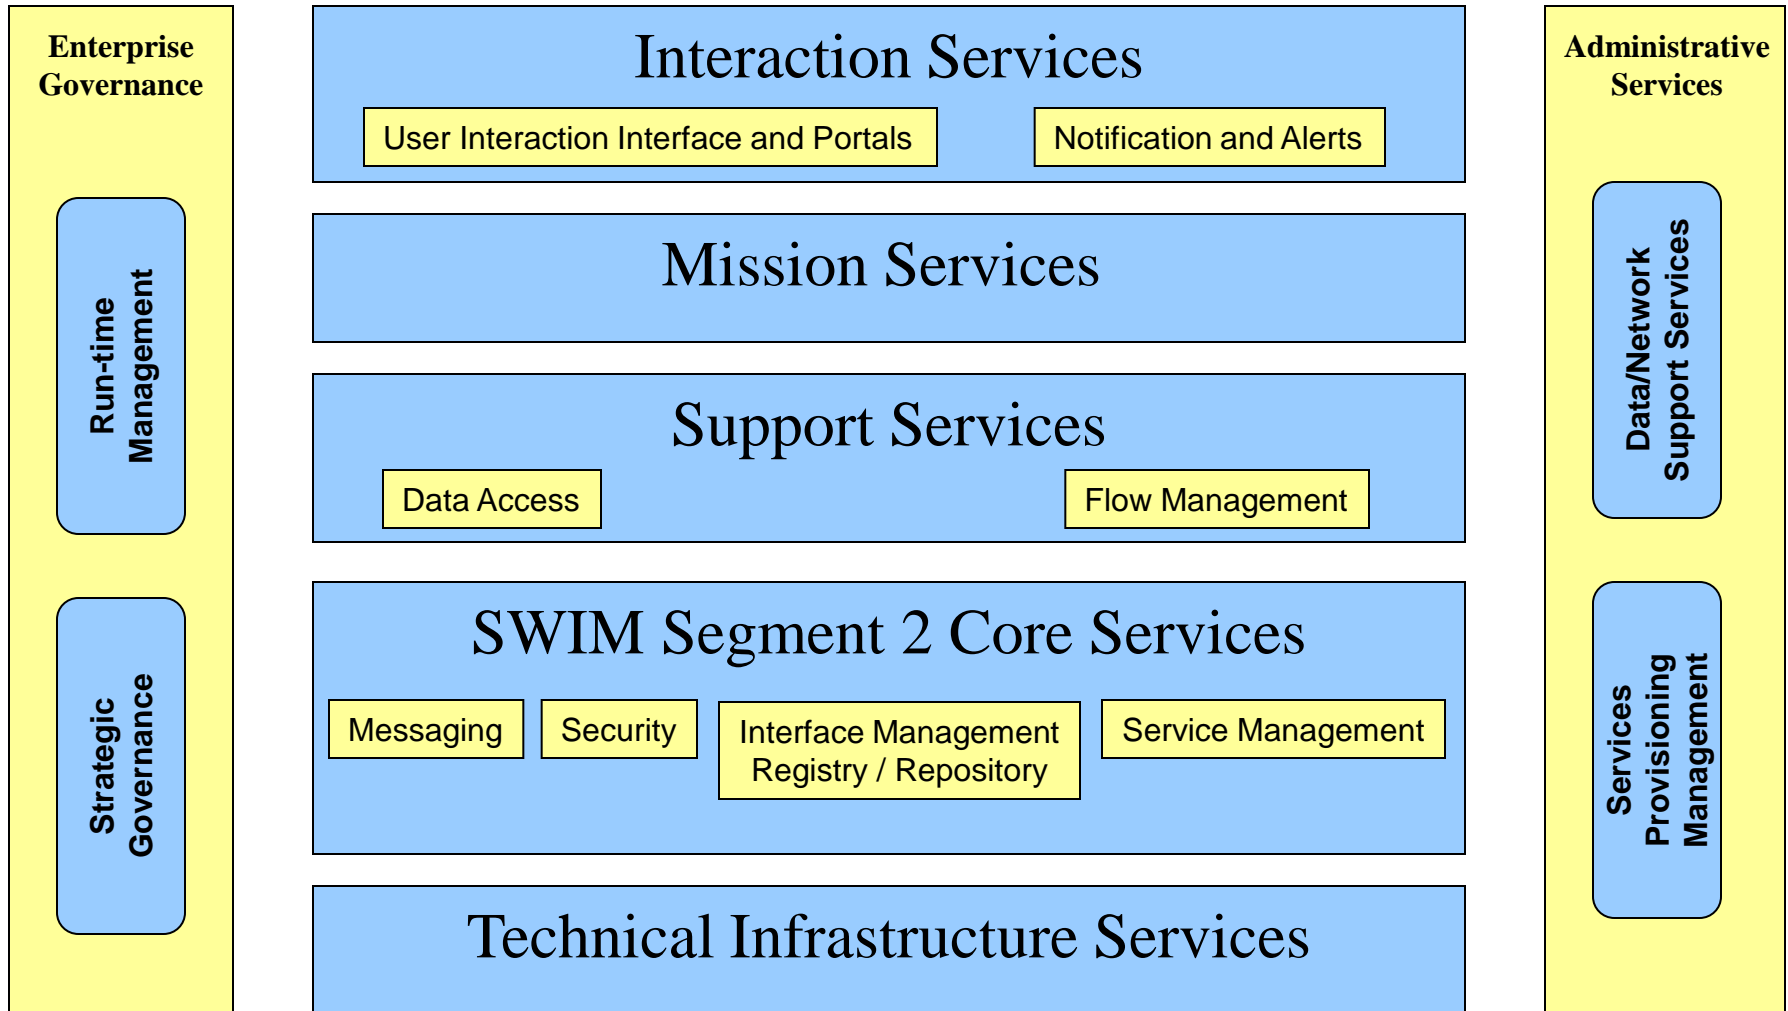 Enterprise
Governance
Run-time
Management
Strategic
Governance
Interaction Services
User Interaction Interface and Portals
Notification and Alerts
Mission Services
Support Services
Data Access
Flow Management
SWIM Segment 2 Core Services
Messaging
Security
Interface Management
Registry / Repository
Service Management
Technical Infrastructure Services
Administrative
Services
Data/Network
Support Services
Services
Provisioning
Management